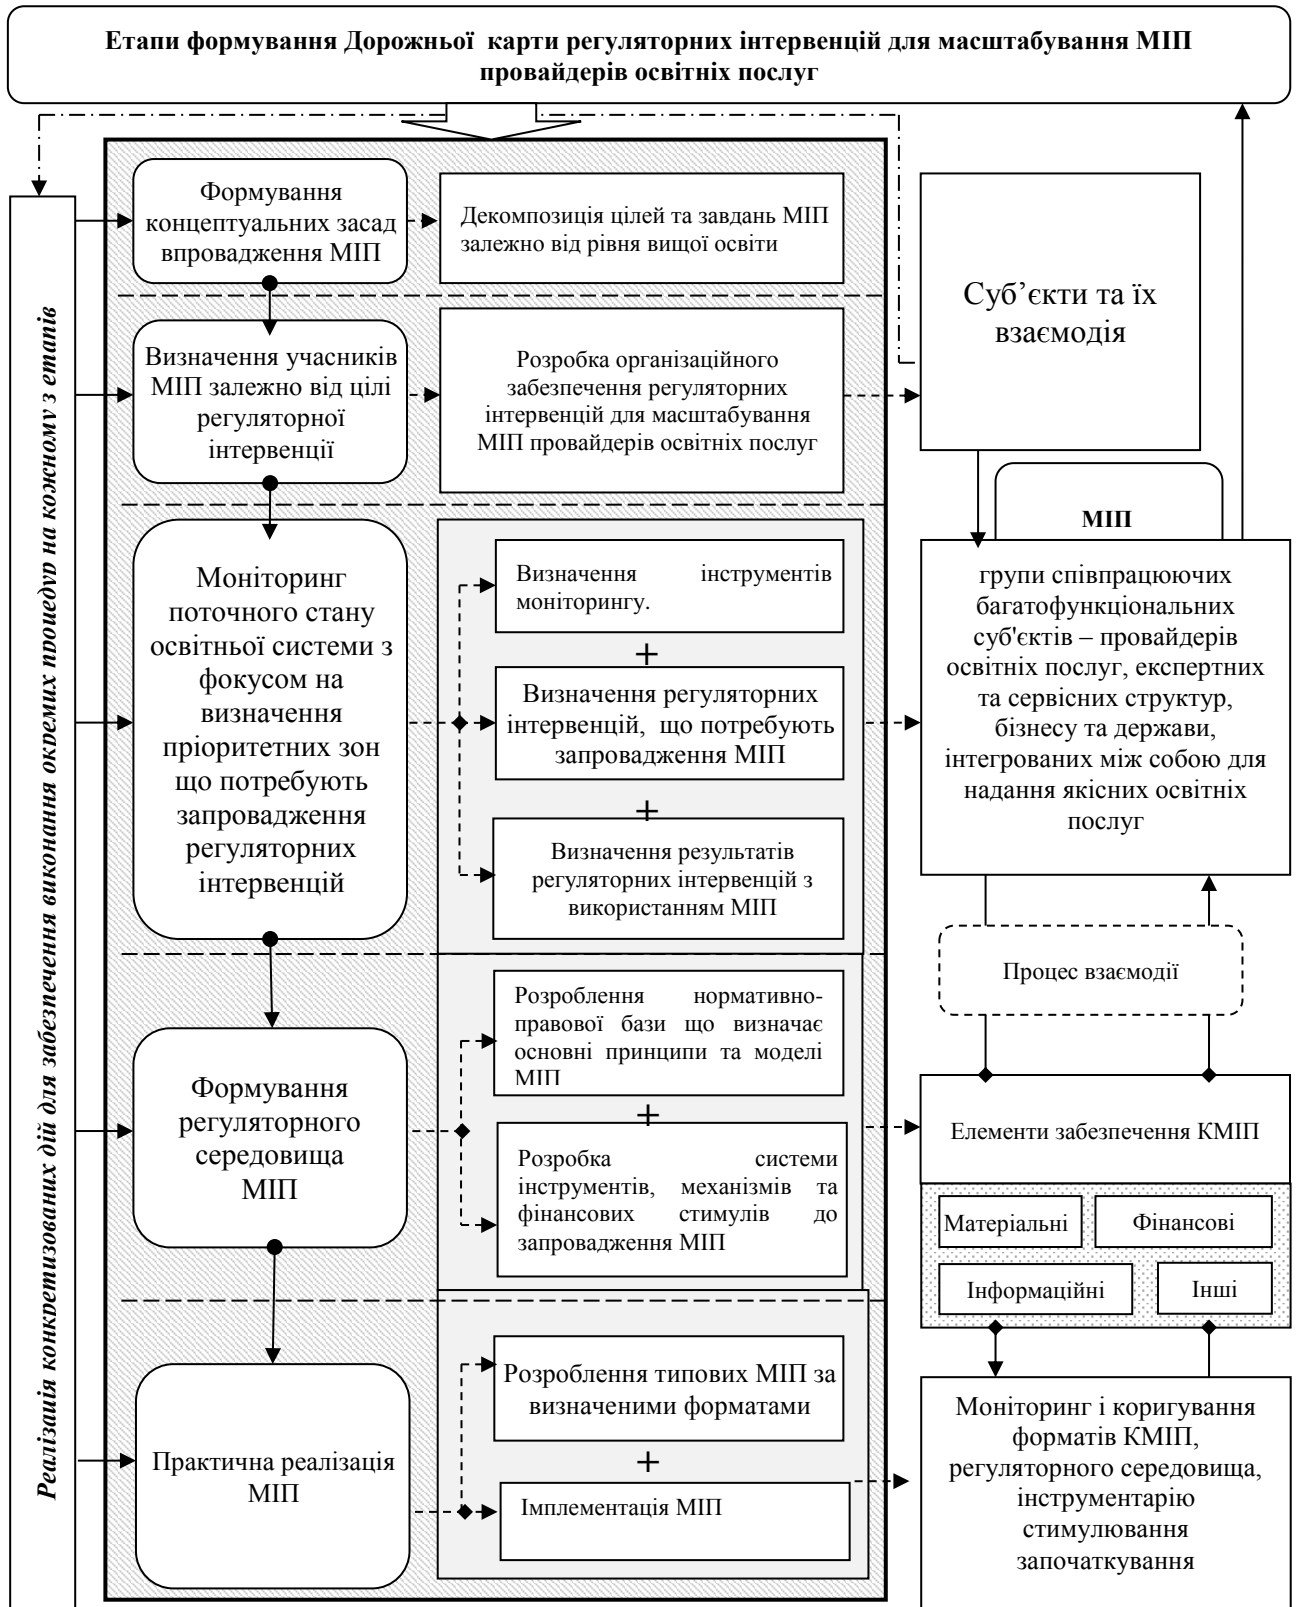 Етапи формування Дорожньої карти регуляторних інтервенцій для масштабування МІП
провайдерів освітніх послуг
Реалізація конкретизованих дій для забезпечення виконання окремих процедур на кожному з етапів
Формування
концептуальних засад
впровадження МІП
Декомпозиція цілей та завдань МІП
залежно від рівня вищої освіти
Визначення учасників
МІП залежно від цілі
регуляторної
інтервенції
Розробка організаційного
забезпечення регуляторних
інтервенцій для масштабування
МІП провайдерів освітніх послуг
Суб’єкти та їх
взаємодія
Моніторинг
поточного стану
освітньої системи з
фокусом на
визначення
пріоритетних зон
що потребують
запровадження
регуляторних
інтервенцій
Визначення інструментів
моніторингу.
+
Визначення регуляторних
інтервенцій, що потребують
запровадження МІП
+
Визначення результатів
регуляторних інтервенцій з
використанням МІП
МІП
групи співпрацюючих
багатофункціональних
суб'єктів – провайдерів
освітніх послуг, експертних
та сервісних структур,
бізнесу та держави,
інтегрованих між собою для
надання якісних освітніх
послуг
Процес взаємодії
Формування
регуляторного
середовища
МІП
Розроблення нормативно-
правової бази що визначає
основні принципи та моделі
МІП
+
Розробка системи
інструментів, механізмів та
фінансових стимулів до
запровадження МІП
Елементи забезпечення КМІП
Матеріальні
Фінансові
Інформаційні
Інші
Практична реалізація
МІП
Розроблення типових МІП за
визначеними форматами
+
Імплементація МІП
Моніторинг і коригування
форматів КМІП,
регуляторного середовища,
інструментарію
стимулювання
започаткування